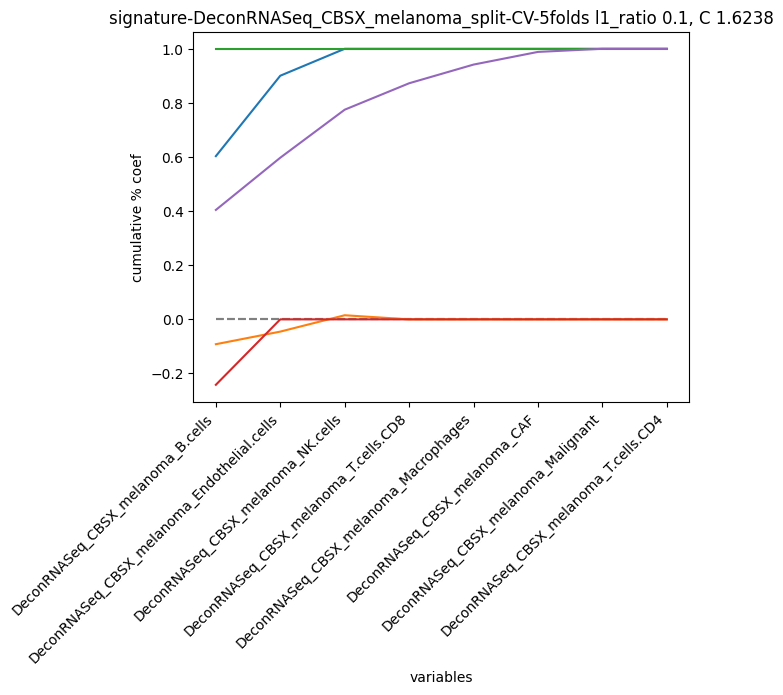 signature-DeconRNASeq_CBSX_melanoma_split-CV-5folds l1_ratio 0.1, C 1.6238
cumulative % coef
1.0
0.8
0.6
0.4
0.2
0.0
−0.2
DeconRNASeq_CBSX_melanoma_B.cells
DeconRNASeq_CBSX_melanoma_Endothelial.cells
DeconRNASeq_CBSX_melanoma_NK.cells
DeconRNASeq_CBSX_melanoma_T.cells.CD8
DeconRNASeq_CBSX_melanoma_Macrophages
DeconRNASeq_CBSX_melanoma_CAF
DeconRNASeq_CBSX_melanoma_Malignant
DeconRNASeq_CBSX_melanoma_T.cells.CD4
variables